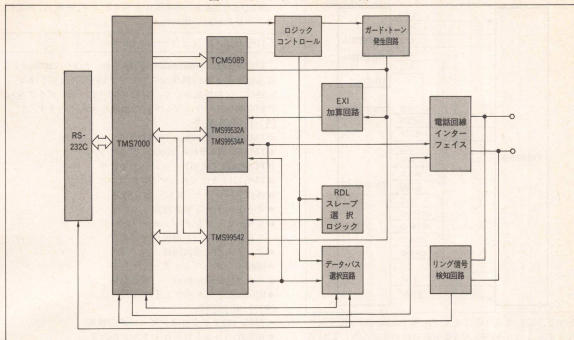 ロジック
コントロール
ガード・トーン
発生回路
TCM5089
EXI
加算回路
RS-
232C
TMS7000
TMS99532A
TMS99534A
電話回線
インター
フェイス
RDL
スレーブ
選択
ロジック
TMS99542
データ・パス
選択回路
リング信号
検知回路